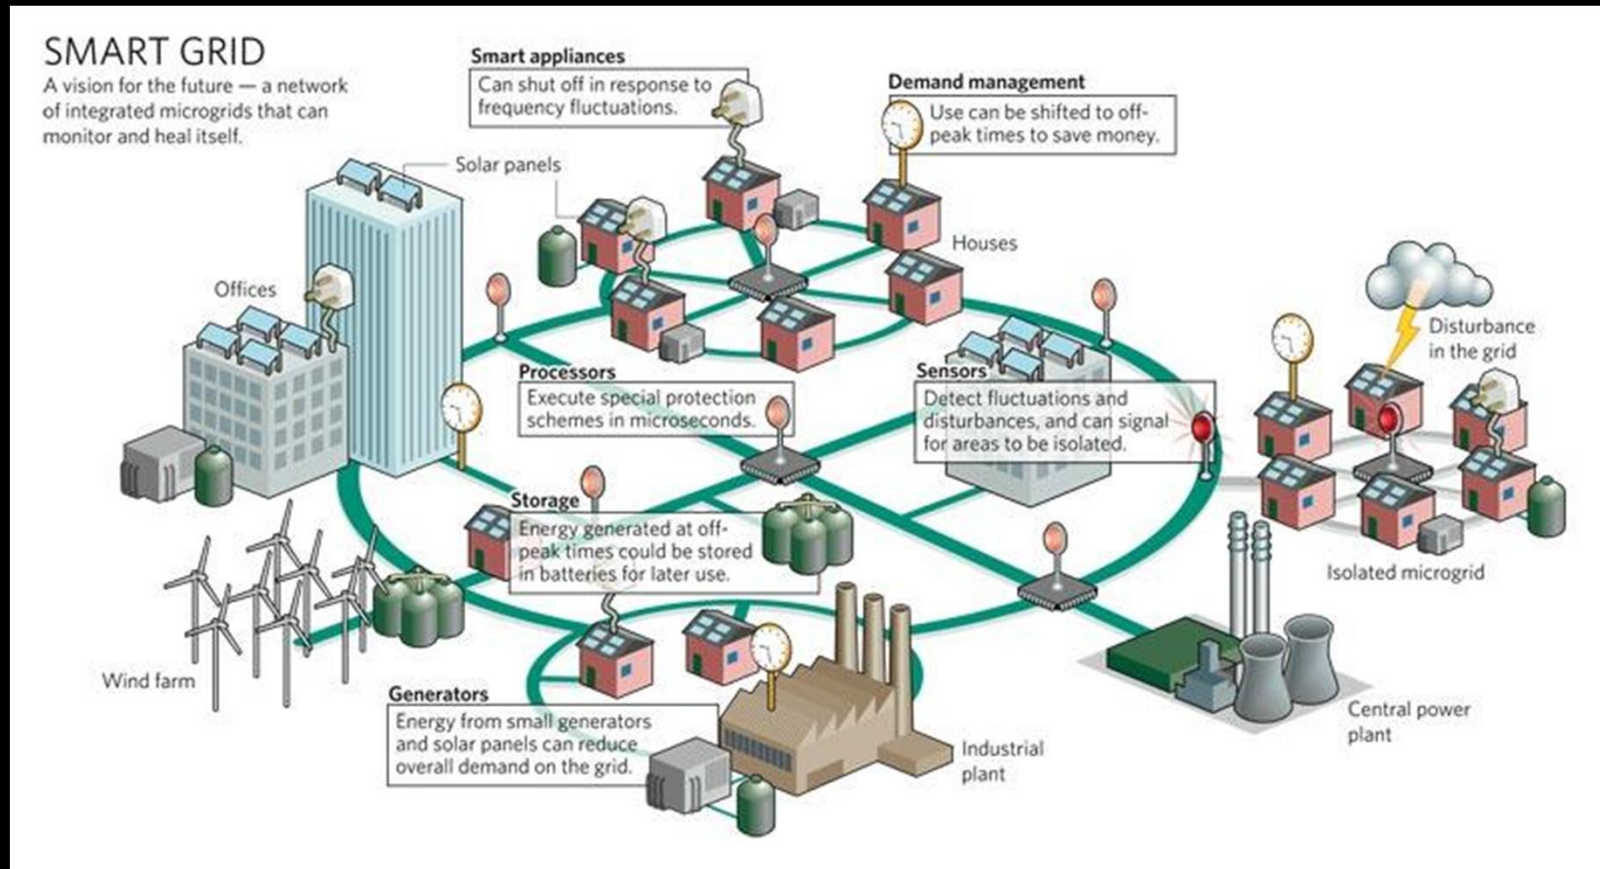 SMART GRID
A vision for the future — a network
of integrated microgrids that can
monitor and heal itself.
Smart appliances
Can shut off in response to
frequency fluctuations.
Demand management
Use can be shifted to off-
peak times to save money.
Solar panels
Houses
Offices
Disturbance
in the grid
Processors
Execute special protection
schemes in microseconds.
Sensors
Detect fluctuations and
disturbances, and can signal
for areas to be isolated.
Storage
Energy generated at off-
peak times could be stored
in batteries for later use.
Isolated microgrid
Wind farm
Generators
Energy from small generators
and solar panels can reduce
overall demand on the grid.
Industrial
plant
Central power
plant